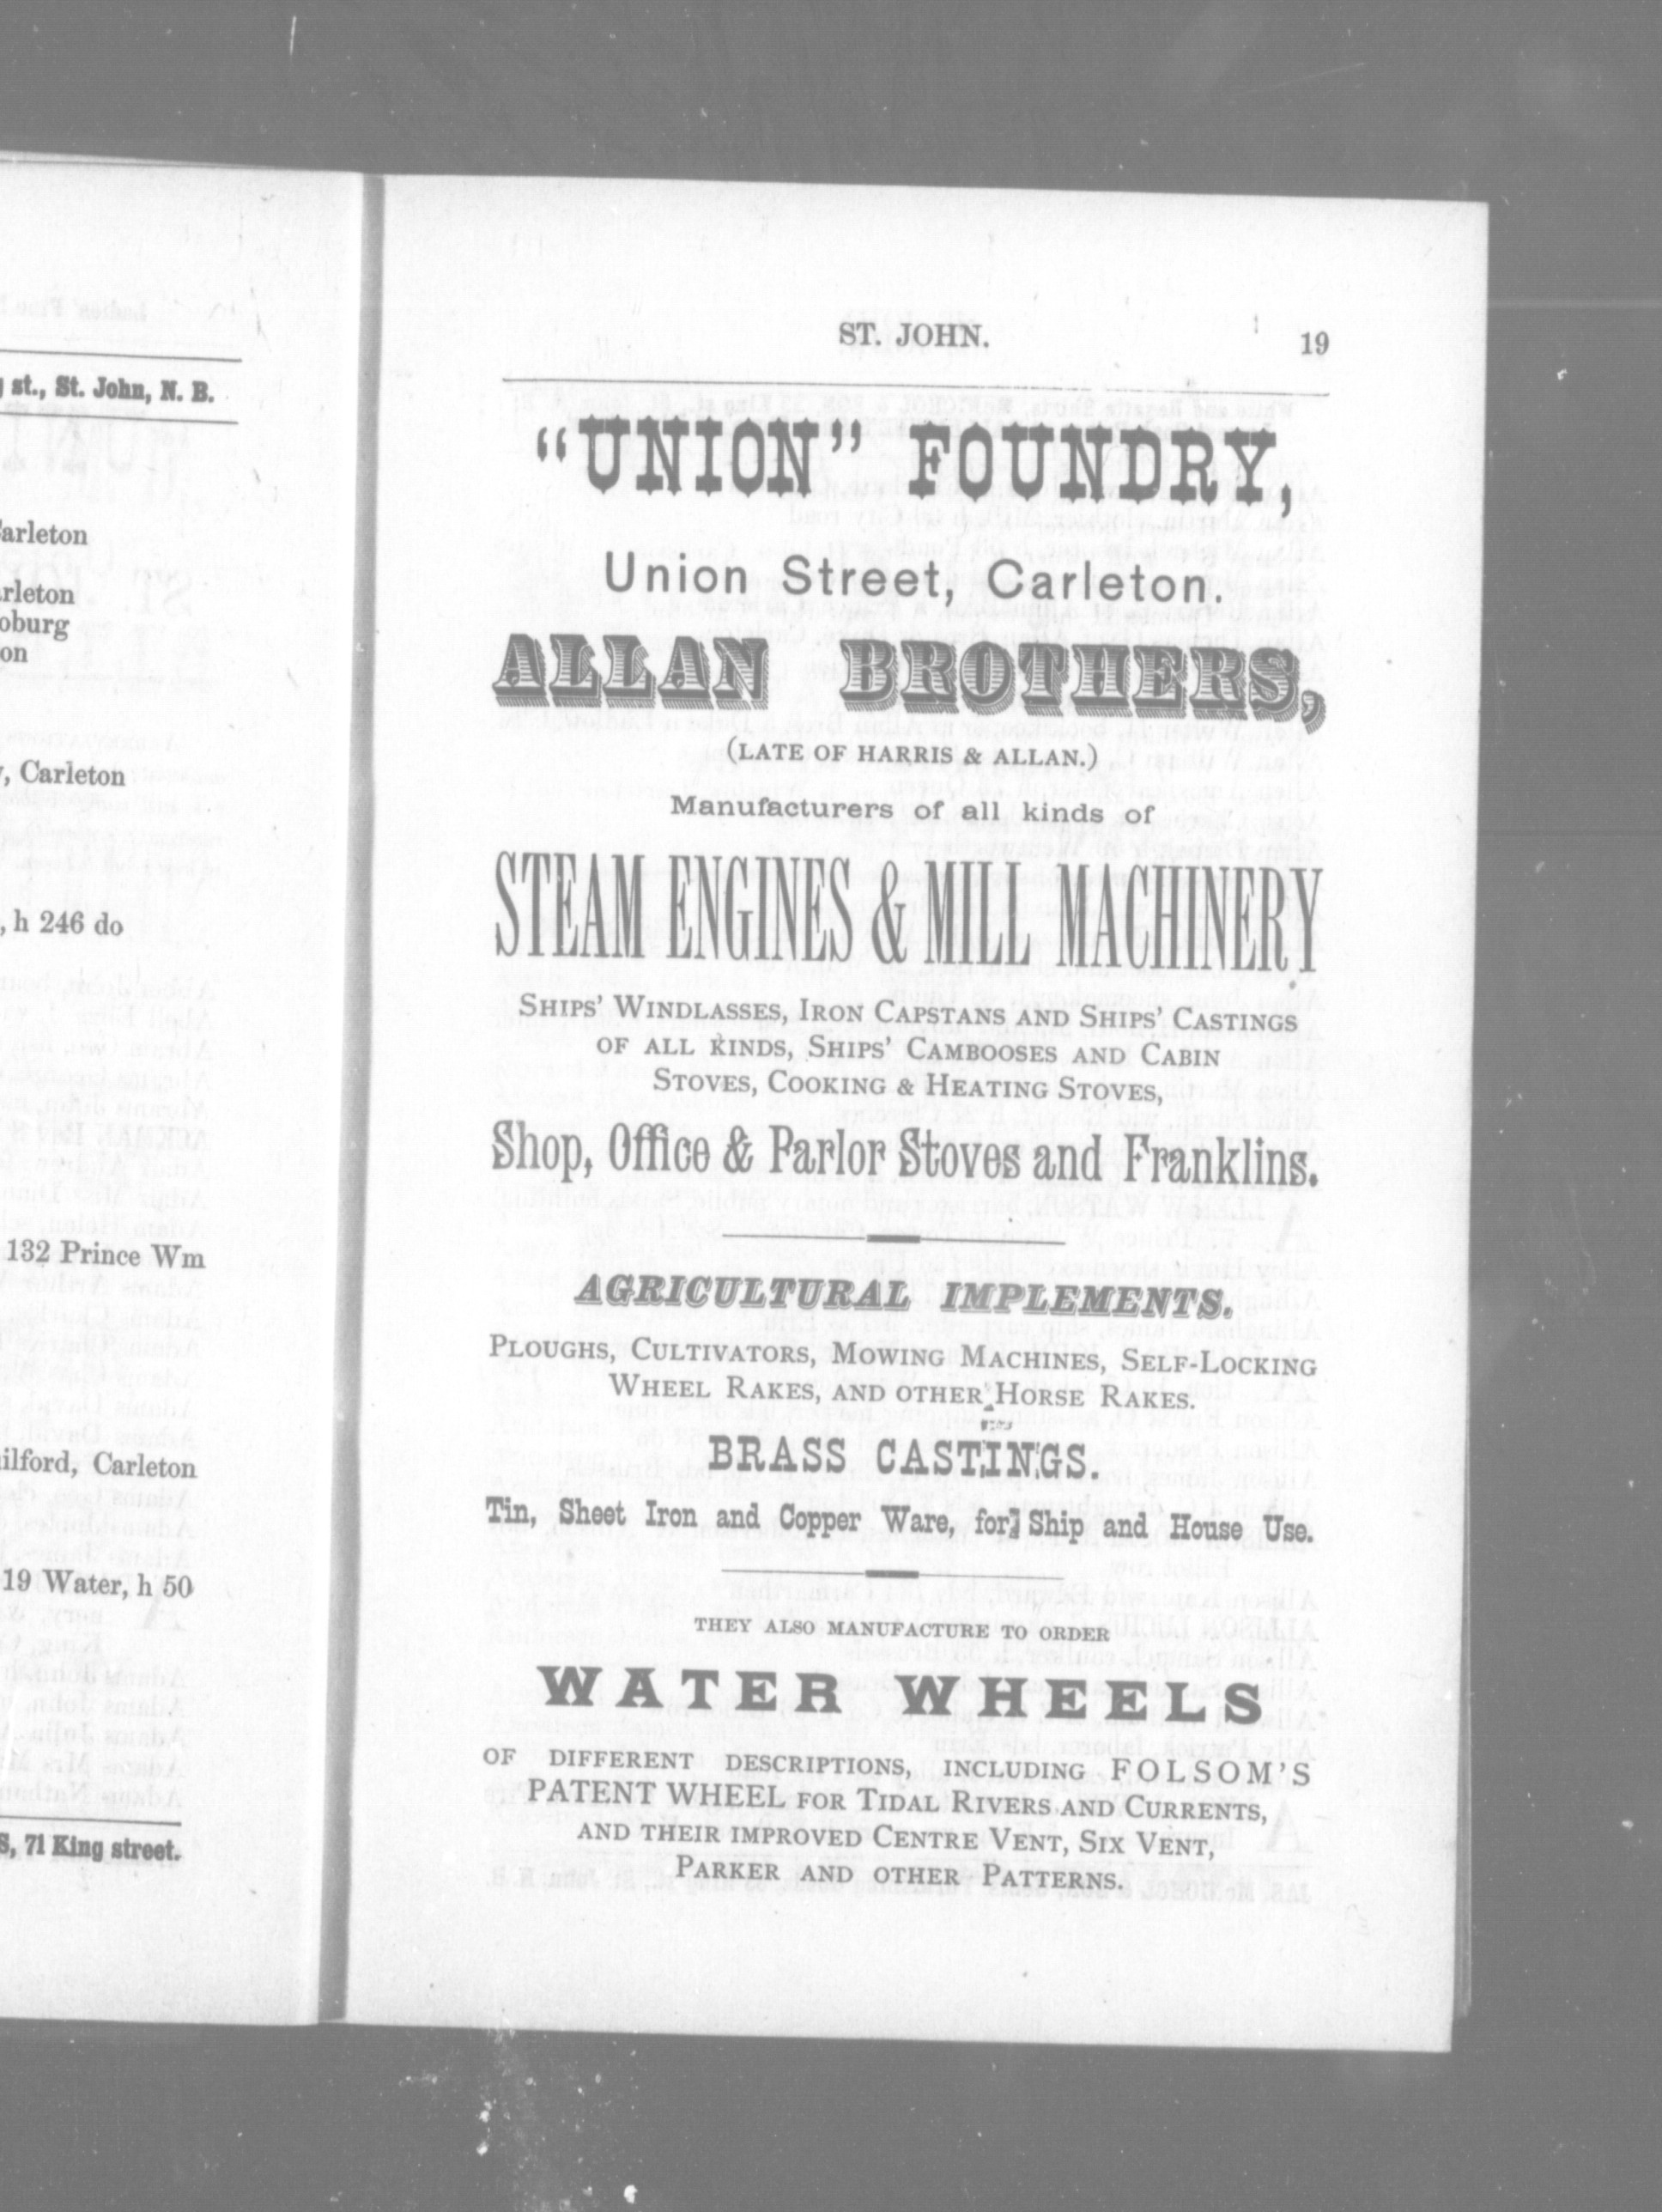 st., St. John, N. B.
Carleton
Carleton
on
, Carleton
, h 246 do
132 Prince Wm
Carleton
19 Water, h 50
71 King street.
ST. JOHN.
19
“UNION” FOUNDRY,
Union Street, Carleton.
ALLAN BROTHERS,
(LATE OF HARRIS & ALLAN.)
Manufacturers of all kinds of
STEAM ENGINES & MILL MACHINERY
SHIPS' WINDLASSES, IRON CAPSTANS AND SHIPS' CASTINGS
OF ALL KINDS, SHIPS' CAMBOOSES AND CABIN
STOVES, COOKING & HEATING STOVES,
Shop, Office & Parlor Stoves and Franklins.
AGRICULTURAL IMPLEMENTS.
PLOUGHS, CULTIVATORS, MOWING MACHINES, SELF-LOCKING
WHEEL RAKES, AND OTHER HORSE RAKES.
BRASS CASTINGS.
Tin, Sheet Iron and Copper Ware, for Ship and House Use.
THEY ALSO MANUFACTURE TO ORDER
WATER WHEELS
OF DIFFERENT DESCRIPTIONS, INCLUDING FOLSOM'S
PATENT WHEEL FOR TIDAL RIVERS AND CURRENTS,
AND THEIR IMPROVED CENTRE VENT, SIX VENT,
PARKER AND OTHER PATTERNS.